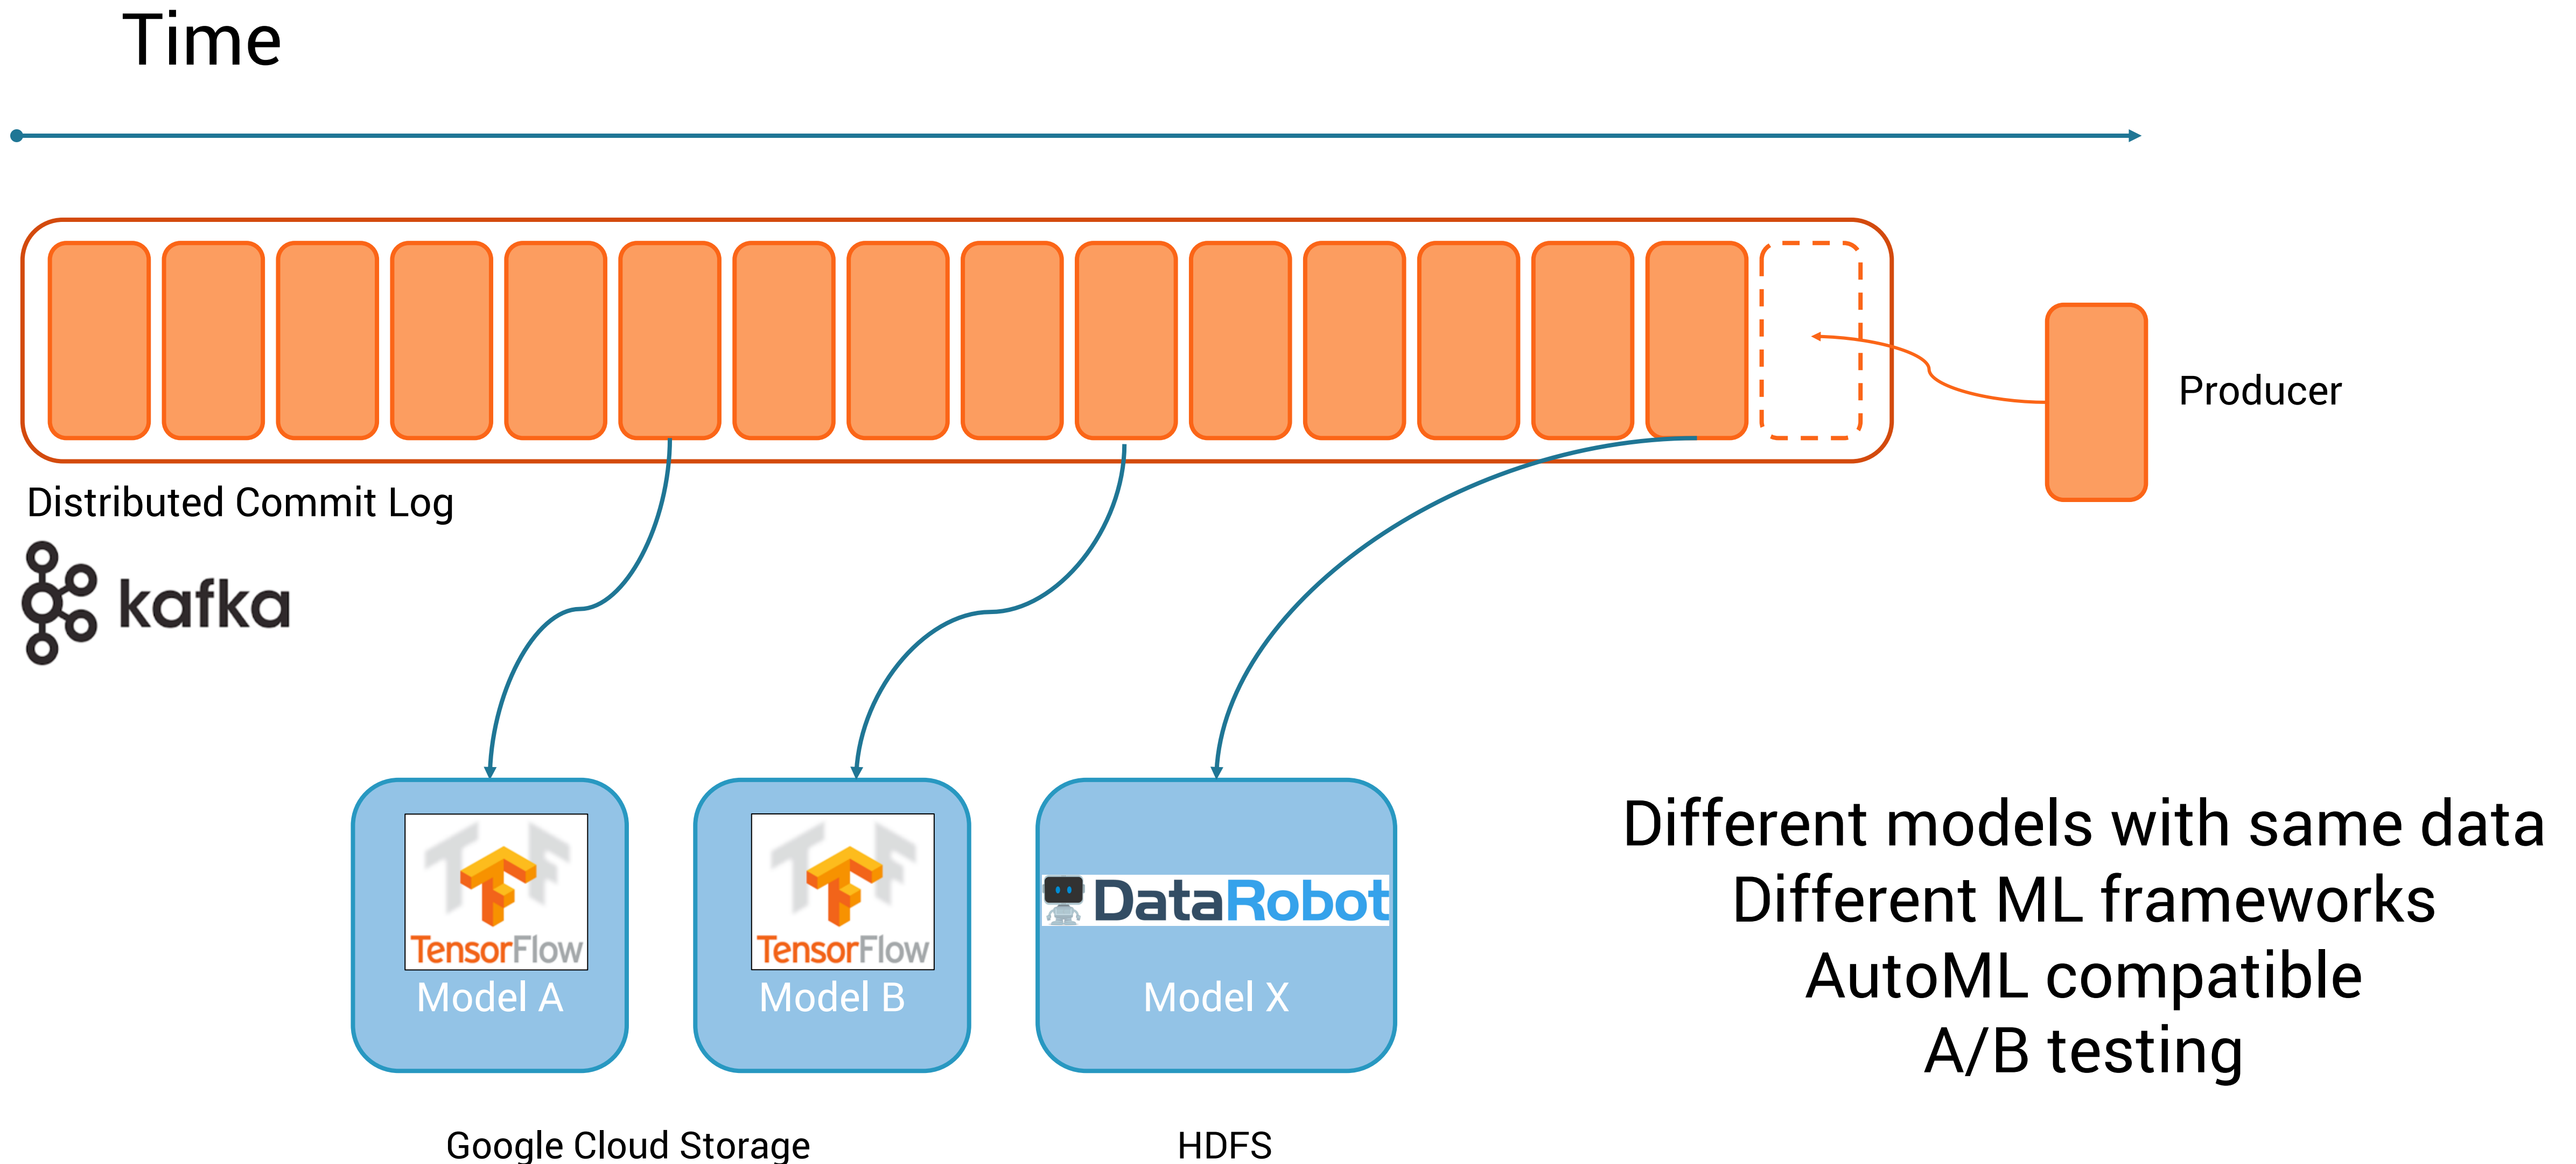 Time
Producer
Distributed Commit Log
kafka
TensorFlow
Model A
TensorFlow
Model B
DataRobot
Model X
Different models with same data
Different ML frameworks
AutoML compatible
A/B testing
Google Cloud Storage
HDFS